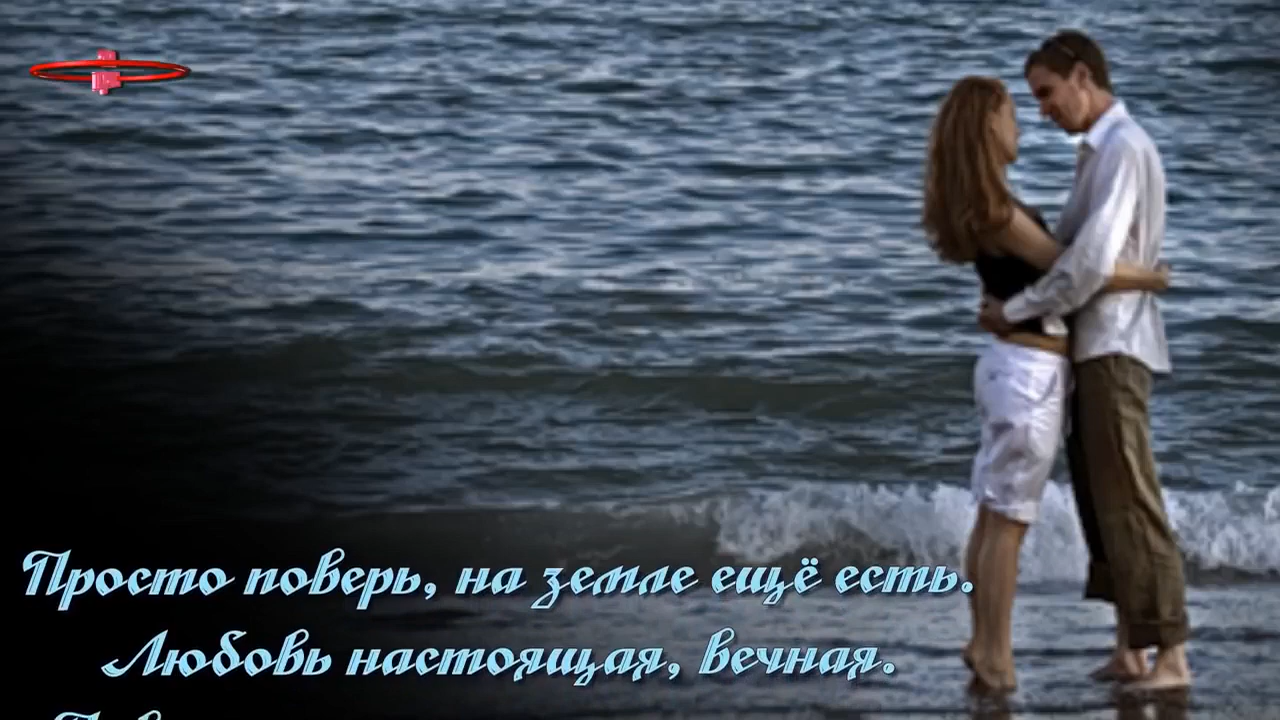 Просто поверь, на земле ещё есть.
Любовь настоящая, вечная.